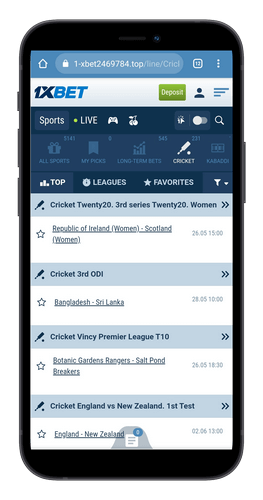 1-xbet2469784.top/line/Cricl
1XBET
Deposit
Sports
LIVE
3141 0 545 231
ALL SPORTS MY PICKS LONG-TERM BETS CRICKET KABADDI
TOP LEAGUES FAVORITES
Cricket Twenty20. 3rd series Twenty20. Women
Republic of Ireland (Women) - Scotland
(Women)
26.05 15:00
Cricket 3rd ODI
Bangladesh - Sri Lanka
28.05 10:00
Cricket Vincy Premier League T10
Botanic Gardens Rangers - Salt Pond
Breakers
26.05 18:30
Cricket England vs New Zealand. 1st Test
England - New Zealand
02.06 13:00